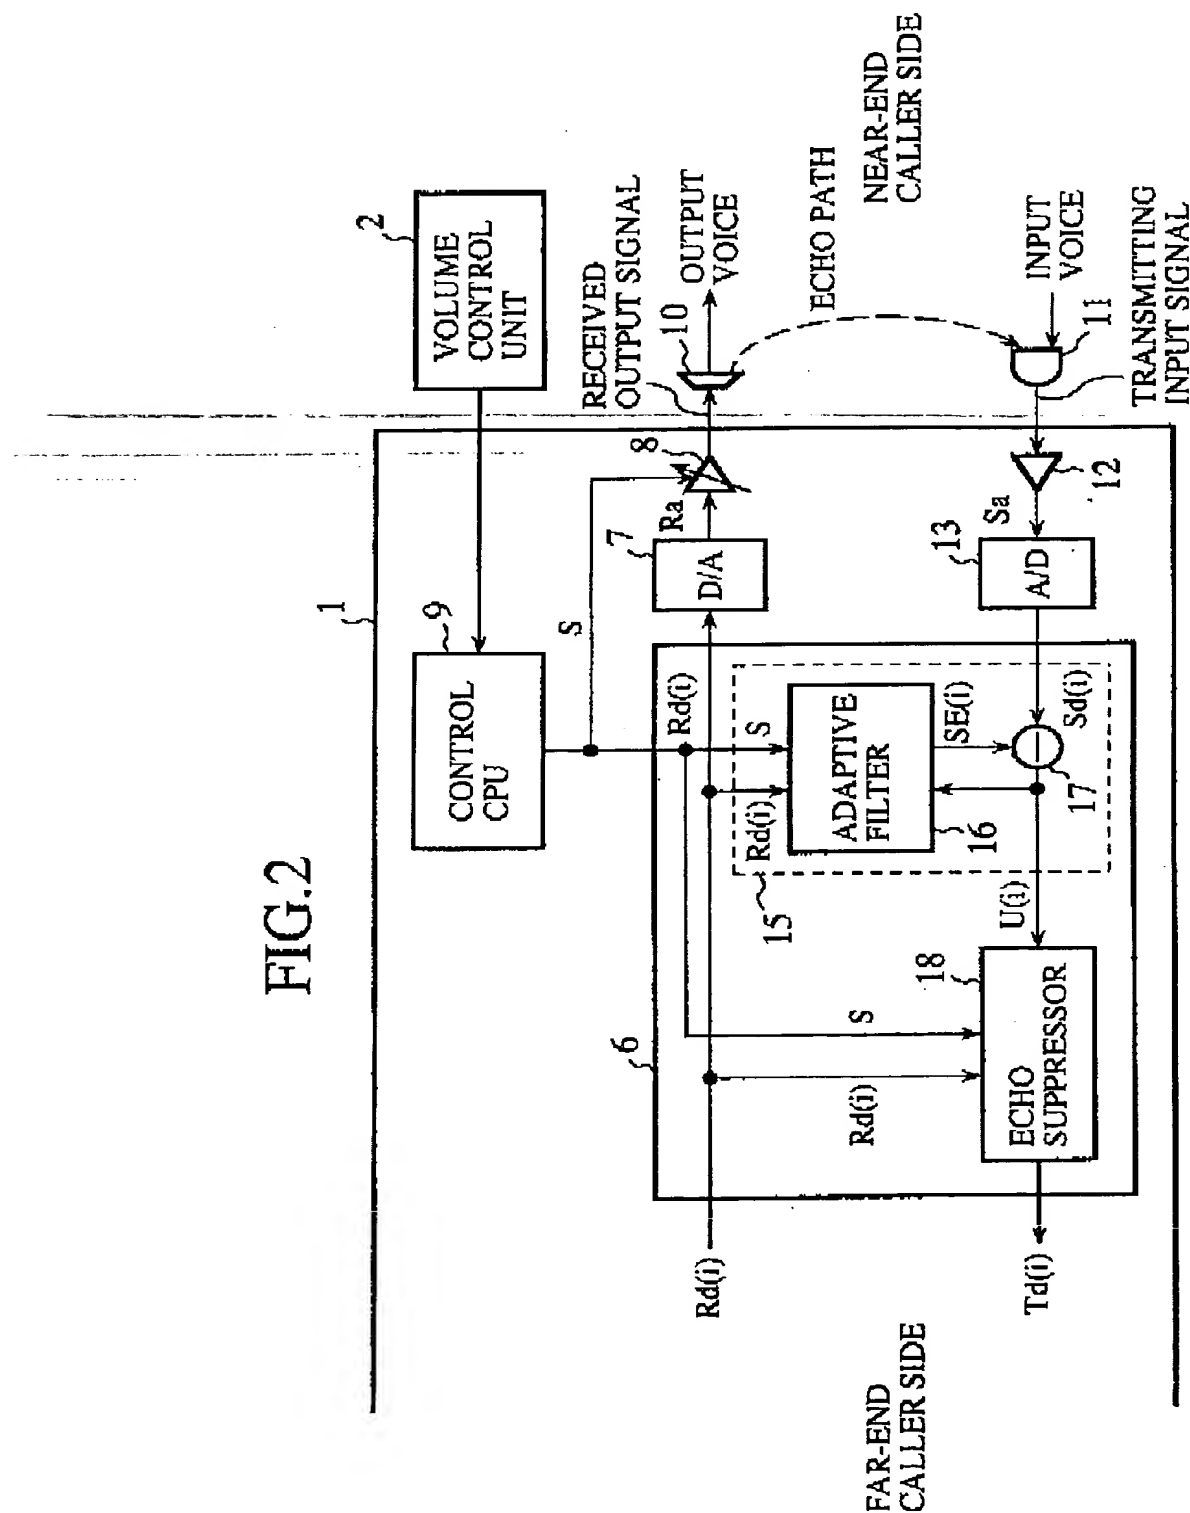 FIG.2
1
2
VOLUME
CONTROL
UNIT
9
CONTROL
CPU
S
RECEIVED
OUTPUT SIGNAL
10
OUTPUT
VOICE
8
Ra
7
D/A
6
Rd(i)
Rd(i)
Rd(i)
S
Rd(i)
S
15
ADAPTIVE
FILTER
16
SE(i)
ECHO PATH
NEAR-END
CALLER SIDE
INPUT
VOICE
11
TRANSMITTING
INPUT SIGNAL
12
Sa
13
A/D
Sd(i)
17
U(i)
18
ECHO
SUPPRESSOR
Td(i)
FAR-END
CALLER SIDE